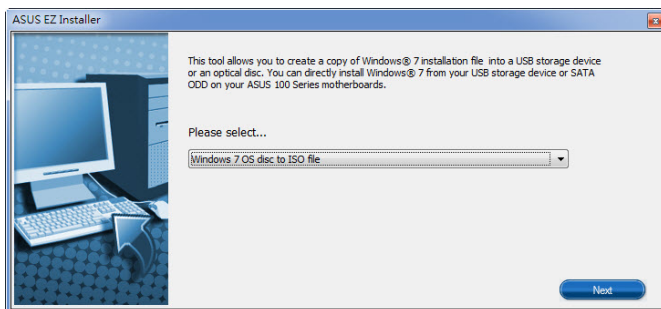 ASUS EZ Installer
This tool allows you to create a copy of Windows® 7 installation file into a USB storage device
or an optical disc. You can directly install Windows® 7 from your USB storage device or SATA
ODD on your ASUS 100 Series motherboards.
Please select...
Windows 7 OS disc to ISO file
Next